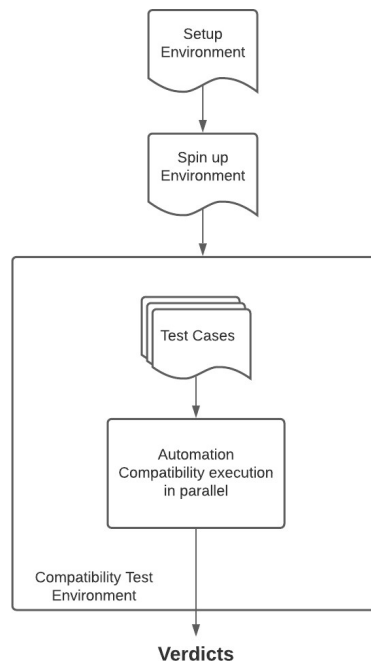 Setup
Environment
Spin up
Environment
Test Cases
Automation
Compatibility execution
in parallel
Compatibility Test
Environment
Verdicts